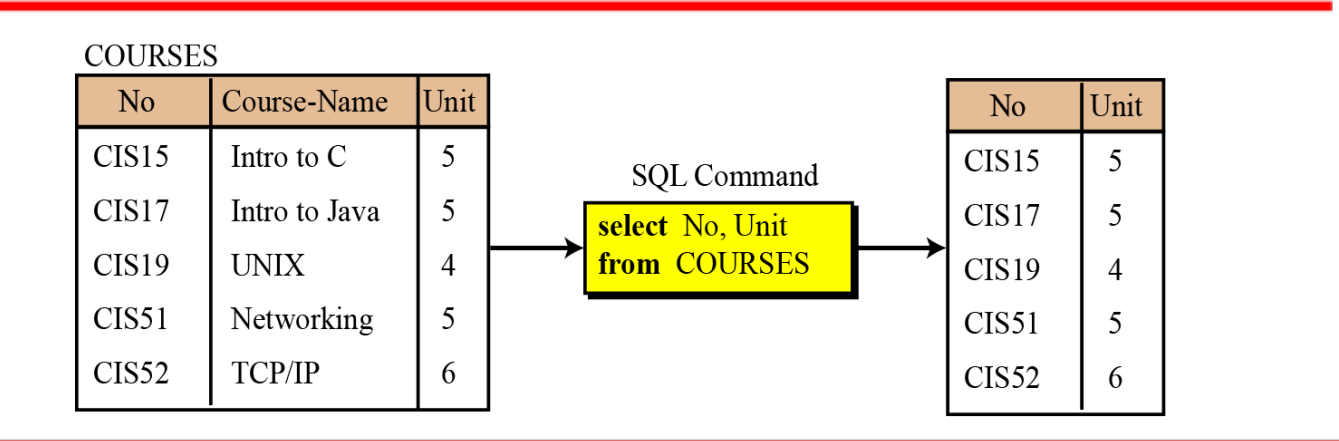 COURSES
No Course-Name Unit
CIS15 Intro to C 5
CIS17 Intro to Java 5
CIS19 UNIX 4
CIS51 Networking 5
CIS52 TCP/IP 6
SQL Command
select No, Unit
from COURSES
No Unit
CIS15 5
CIS17 5
CIS19 4
CIS51 5
CIS52 6